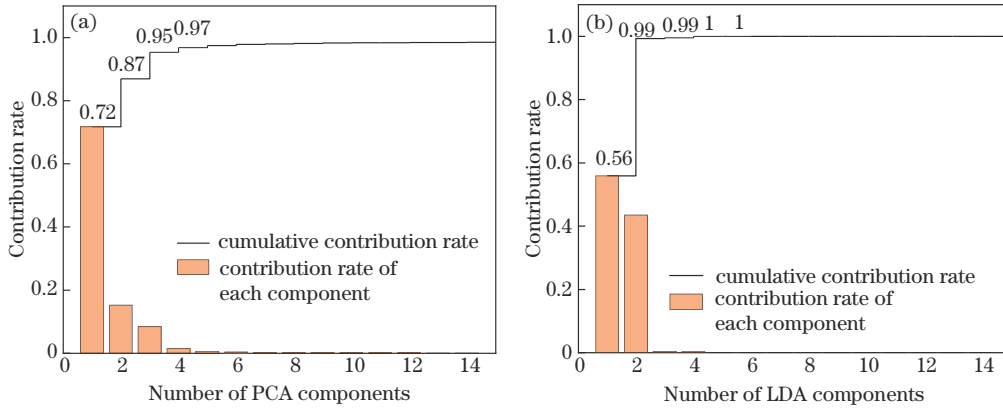 (a)
0.95 0.97
0.87
0.72
1.0
0.8
0.6
0.4
0.2
0
Contribution rate
cumulative contribution rate
contribution rate of
each component
0 2 4 6 8 10 12 14
Number of PCA components
(b)
0.99 0.99 1 1
0.56
1.0
0.8
0.6
0.4
0.2
0
Contribution rate
cumulative contribution rate
contribution rate of
each component
0 2 4 6 8 10 12 14
Number of LDA components